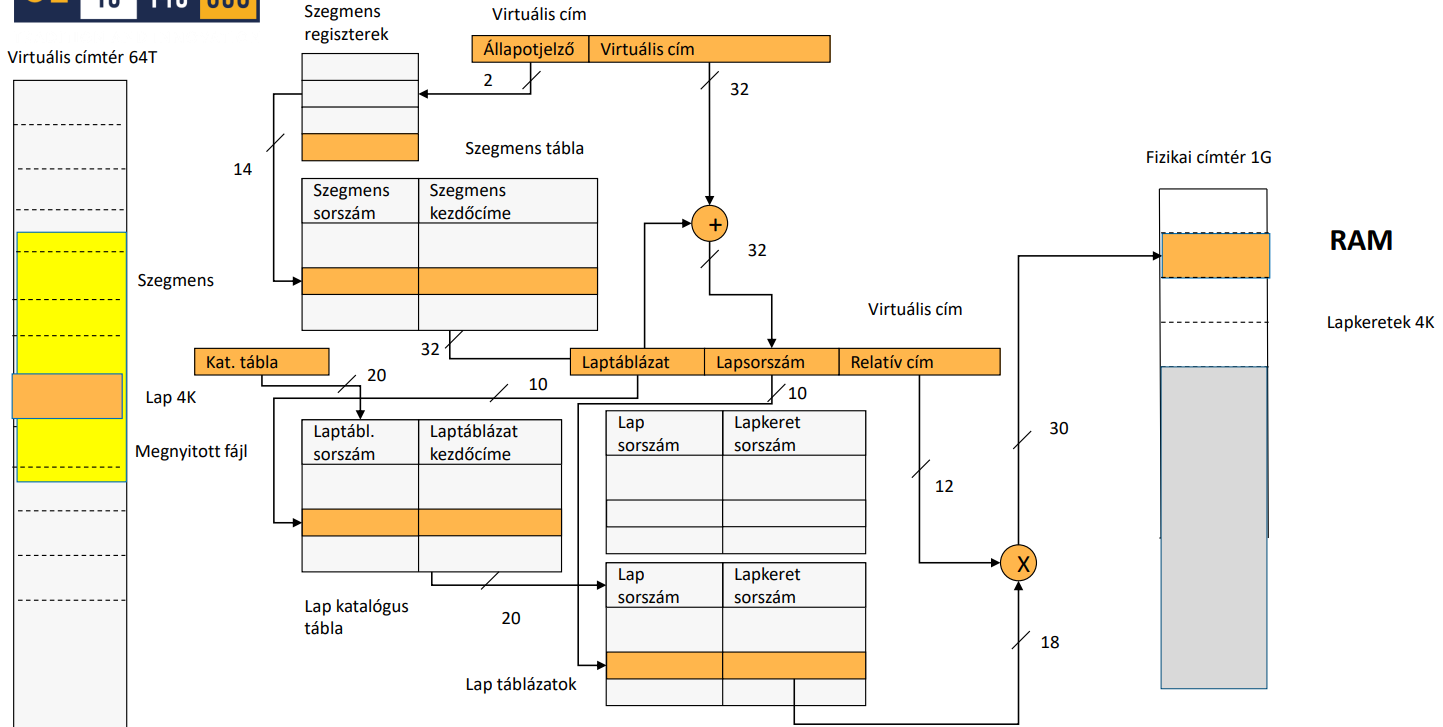 Szegmens
regiszterek
Virtuális cím
Állapotjelző
Virtuális cím
Virtuális címtér 64T
2
32
14
Szegmens tábla
Fizikai címtér 1G
Szegmens
sorszám
Szegmens
kezdőcíme
+
32
RAM
Szegmens
Virtuális cím
Lapkeretek 4K
32
Kat. tábla
Laptáblázat
Lapsorszám
Relatív cím
20
10
10
Lap 4K
Laptábl.
sorszám
Laptáblázat
kezdőcíme
Lap
sorszám
Lapkeret
sorszám
30
Megnyitott fájl
12
X
Lap
sorszám
Lapkeret
sorszám
Lap katalógus
tábla
20
18
Lap táblázatok